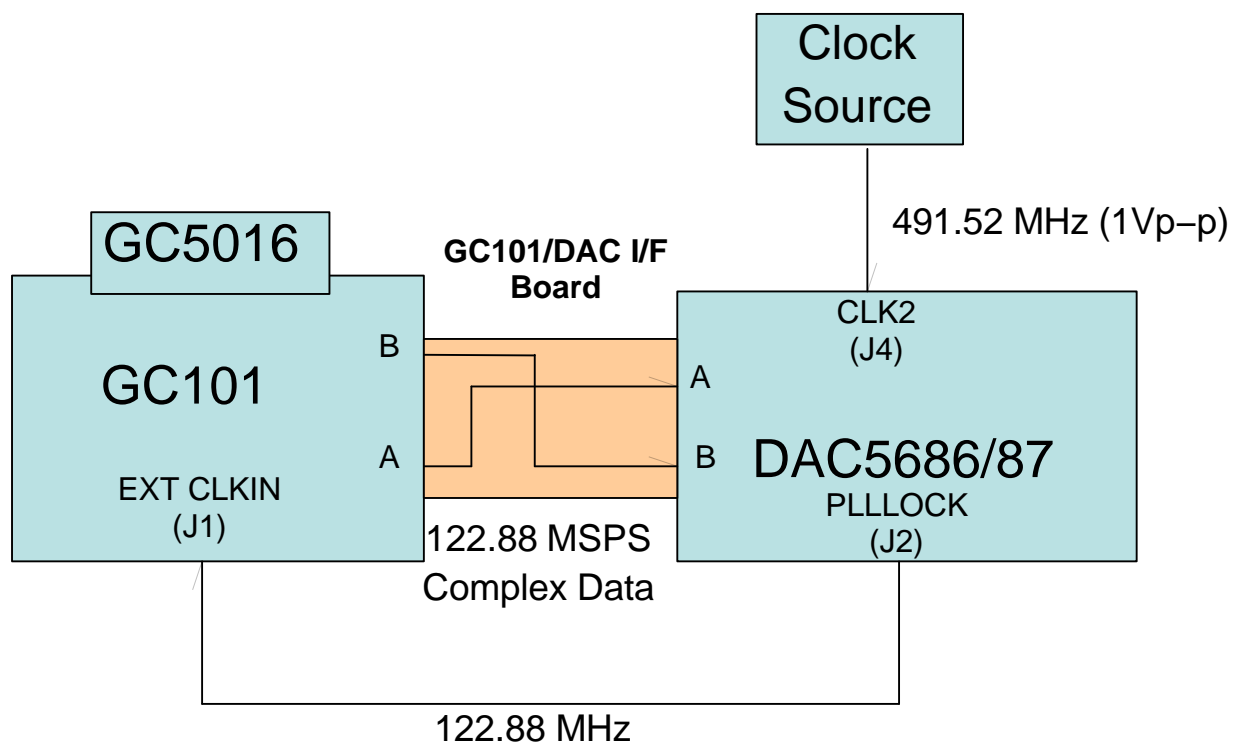 Clock
Source
491.52 MHz (1Vp−p)
GC5016
GC101/DAC I/F
Board
CLK2
(J4)
B
A
GC101
A
B
DAC5686/87
EXT CLKIN
(J1)
PLLLOCK
(J2)
122.88 MSPS
Complex Data
122.88 MHz